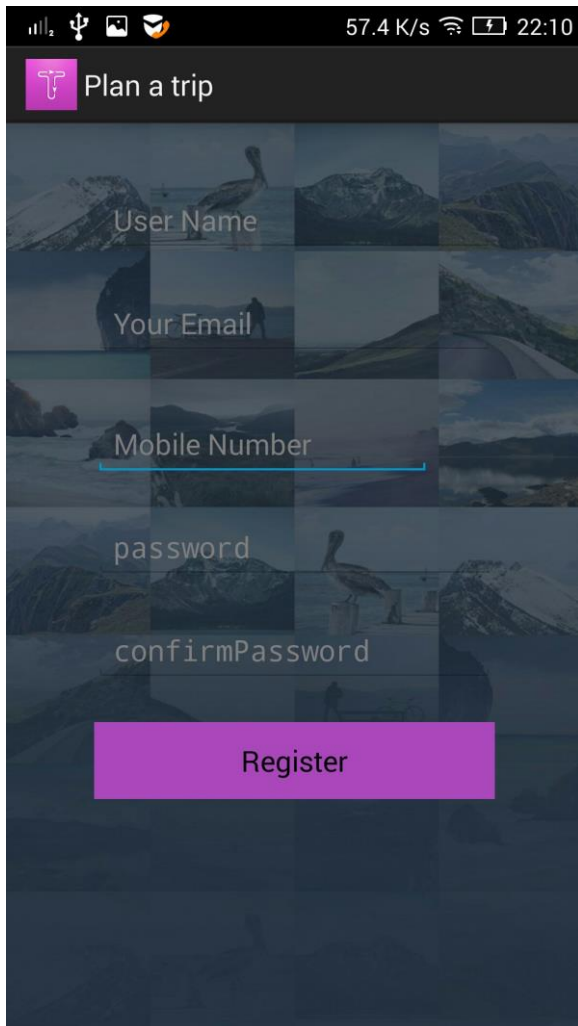 57.4 K/s 22:10
Plan a trip
User Name
Your Email
Mobile Number
password
confirmPassword
Register